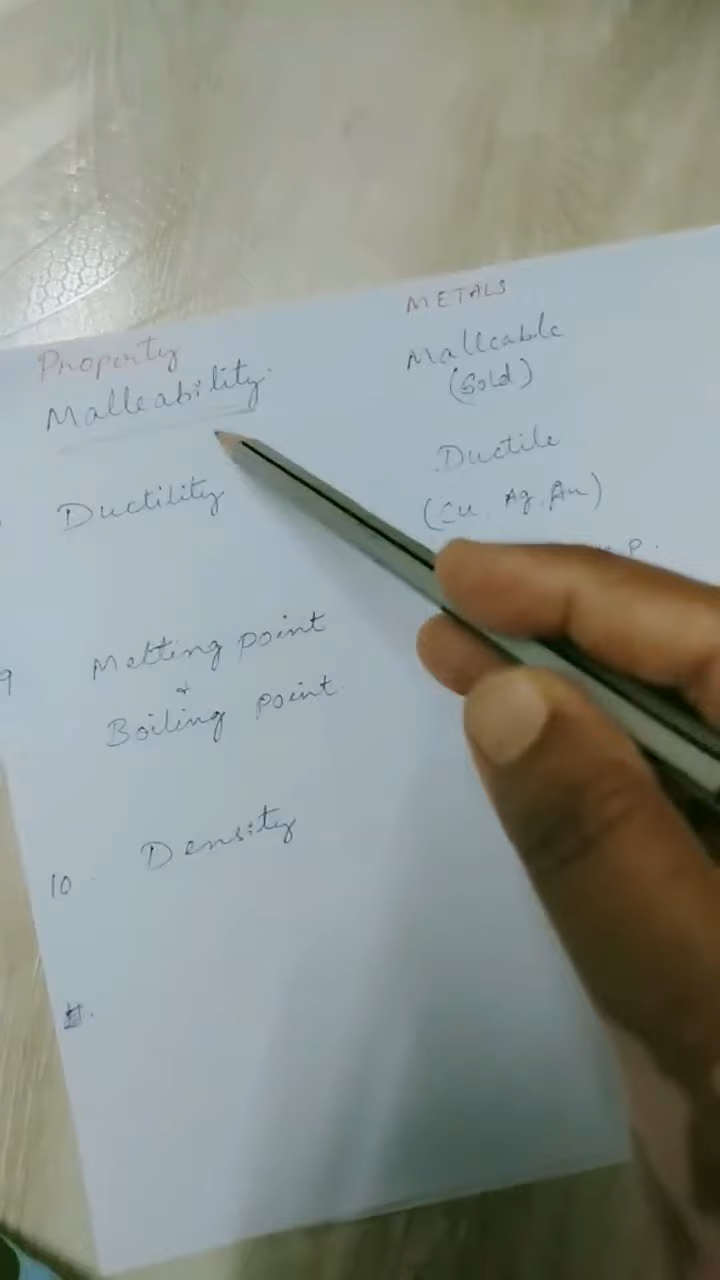 Property
METALS
Malleability.
Malleable
(Gold)
Ductility
Ductile
(Cu, Ag, Au)
9
Melting point
&
Boiling point.
10.
Density